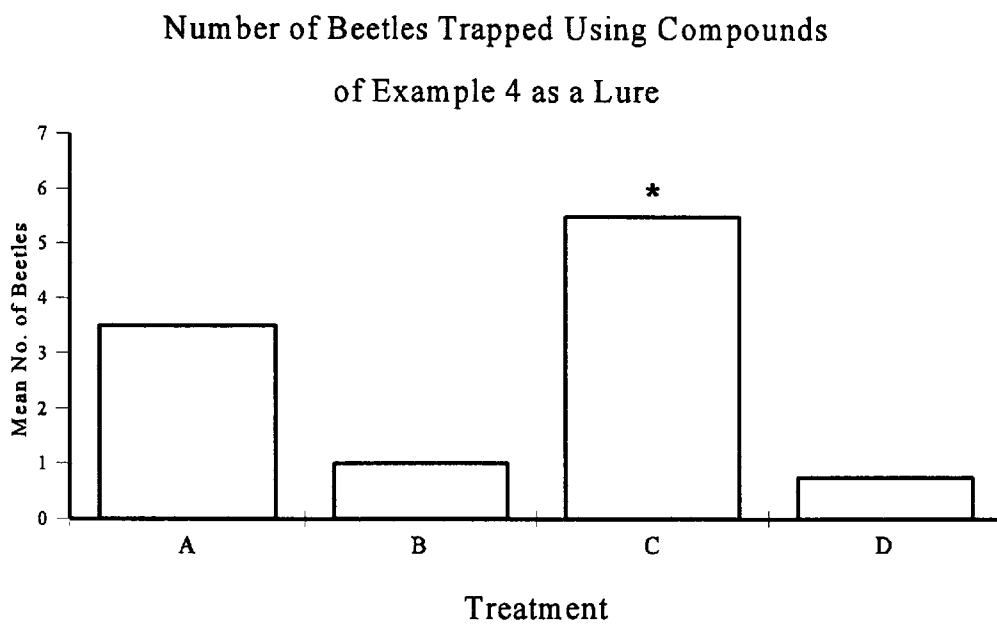 Number of Beetles Trapped Using Compounds
of Example 4 as a Lure
Mean No. of Beetles
7
6
5
4
3
2
1
0
*
A B C D
Treatment